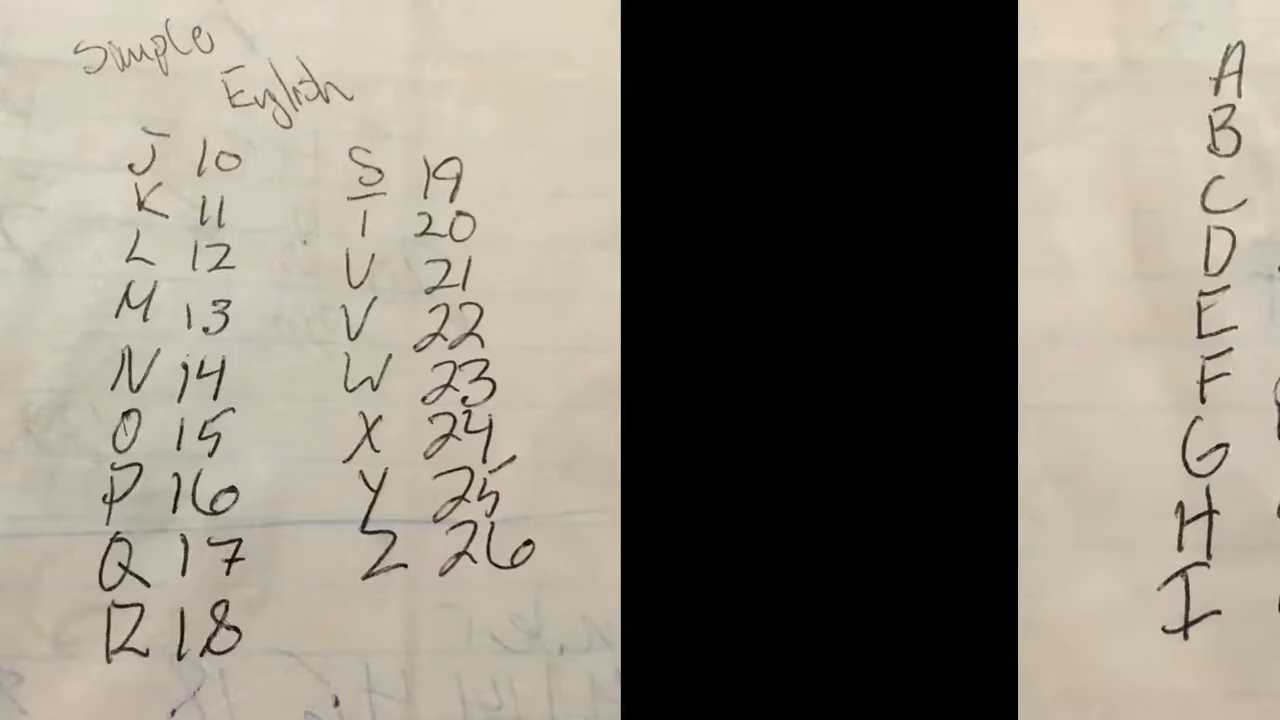 Simple
English
J 10 S 19
K 11 T 20
L 12 U 21
M 13 V 22
N 14 W 23
O 15 X 24
P 16 Y 25
Q 17 Z 26
R 18
A
B
C
D
E
F
G
H
I